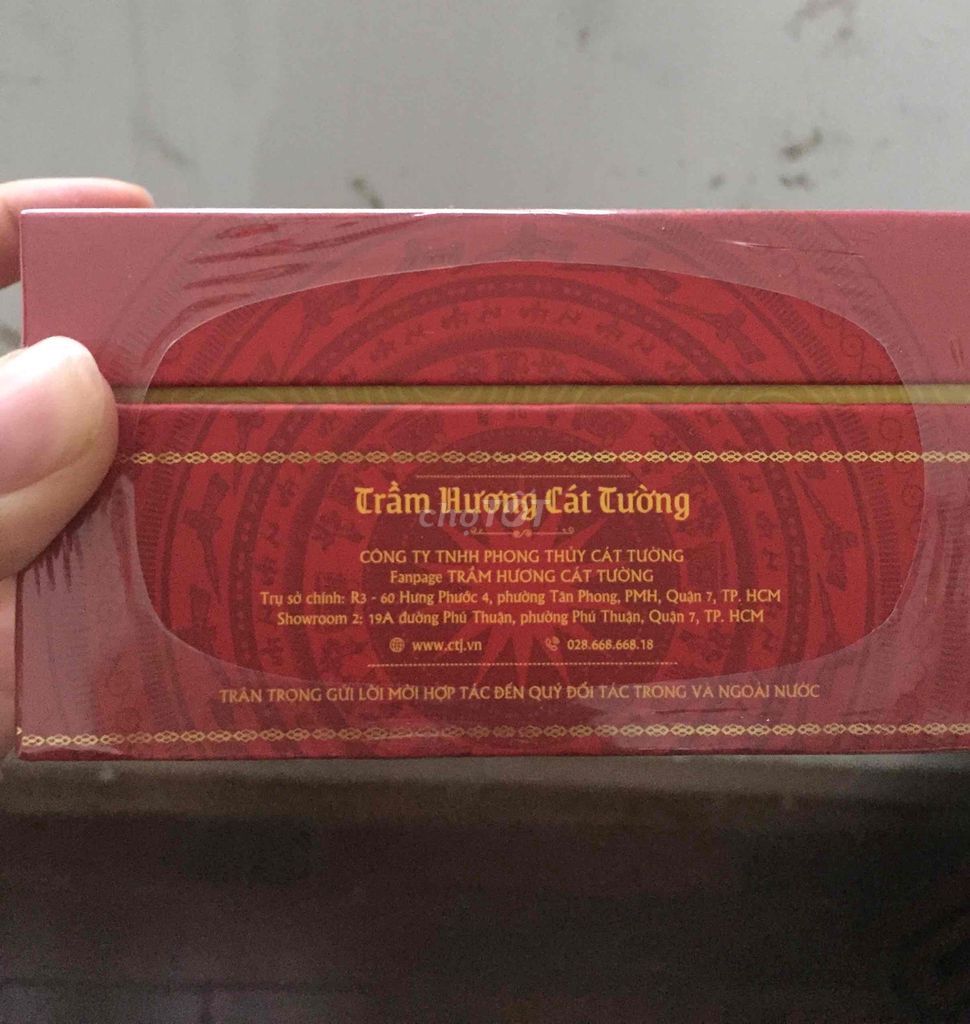 Trầm Hương Cát Tường
choTỐT
CÔNG TY TNHH PHONG THỦY CÁT TƯỜNG
Fanpage TRẦM HƯƠNG CÁT TƯỜNG
Trụ sở chính: R3 - 60 Hưng Phước 4, phường Tân Phong, PMH, Quận 7, TP. HCM
Showroom 2: 19A đường Phú Thuận, phường Phú Thuận, Quận 7, TP. HCM
www.ctj.vn 028.668.668.18
TRÂN TRỌNG GỬI LỜI MỜI HỢP TÁC ĐẾN QUÝ ĐỐI TÁC TRONG VÀ NGOÀI NƯỚC